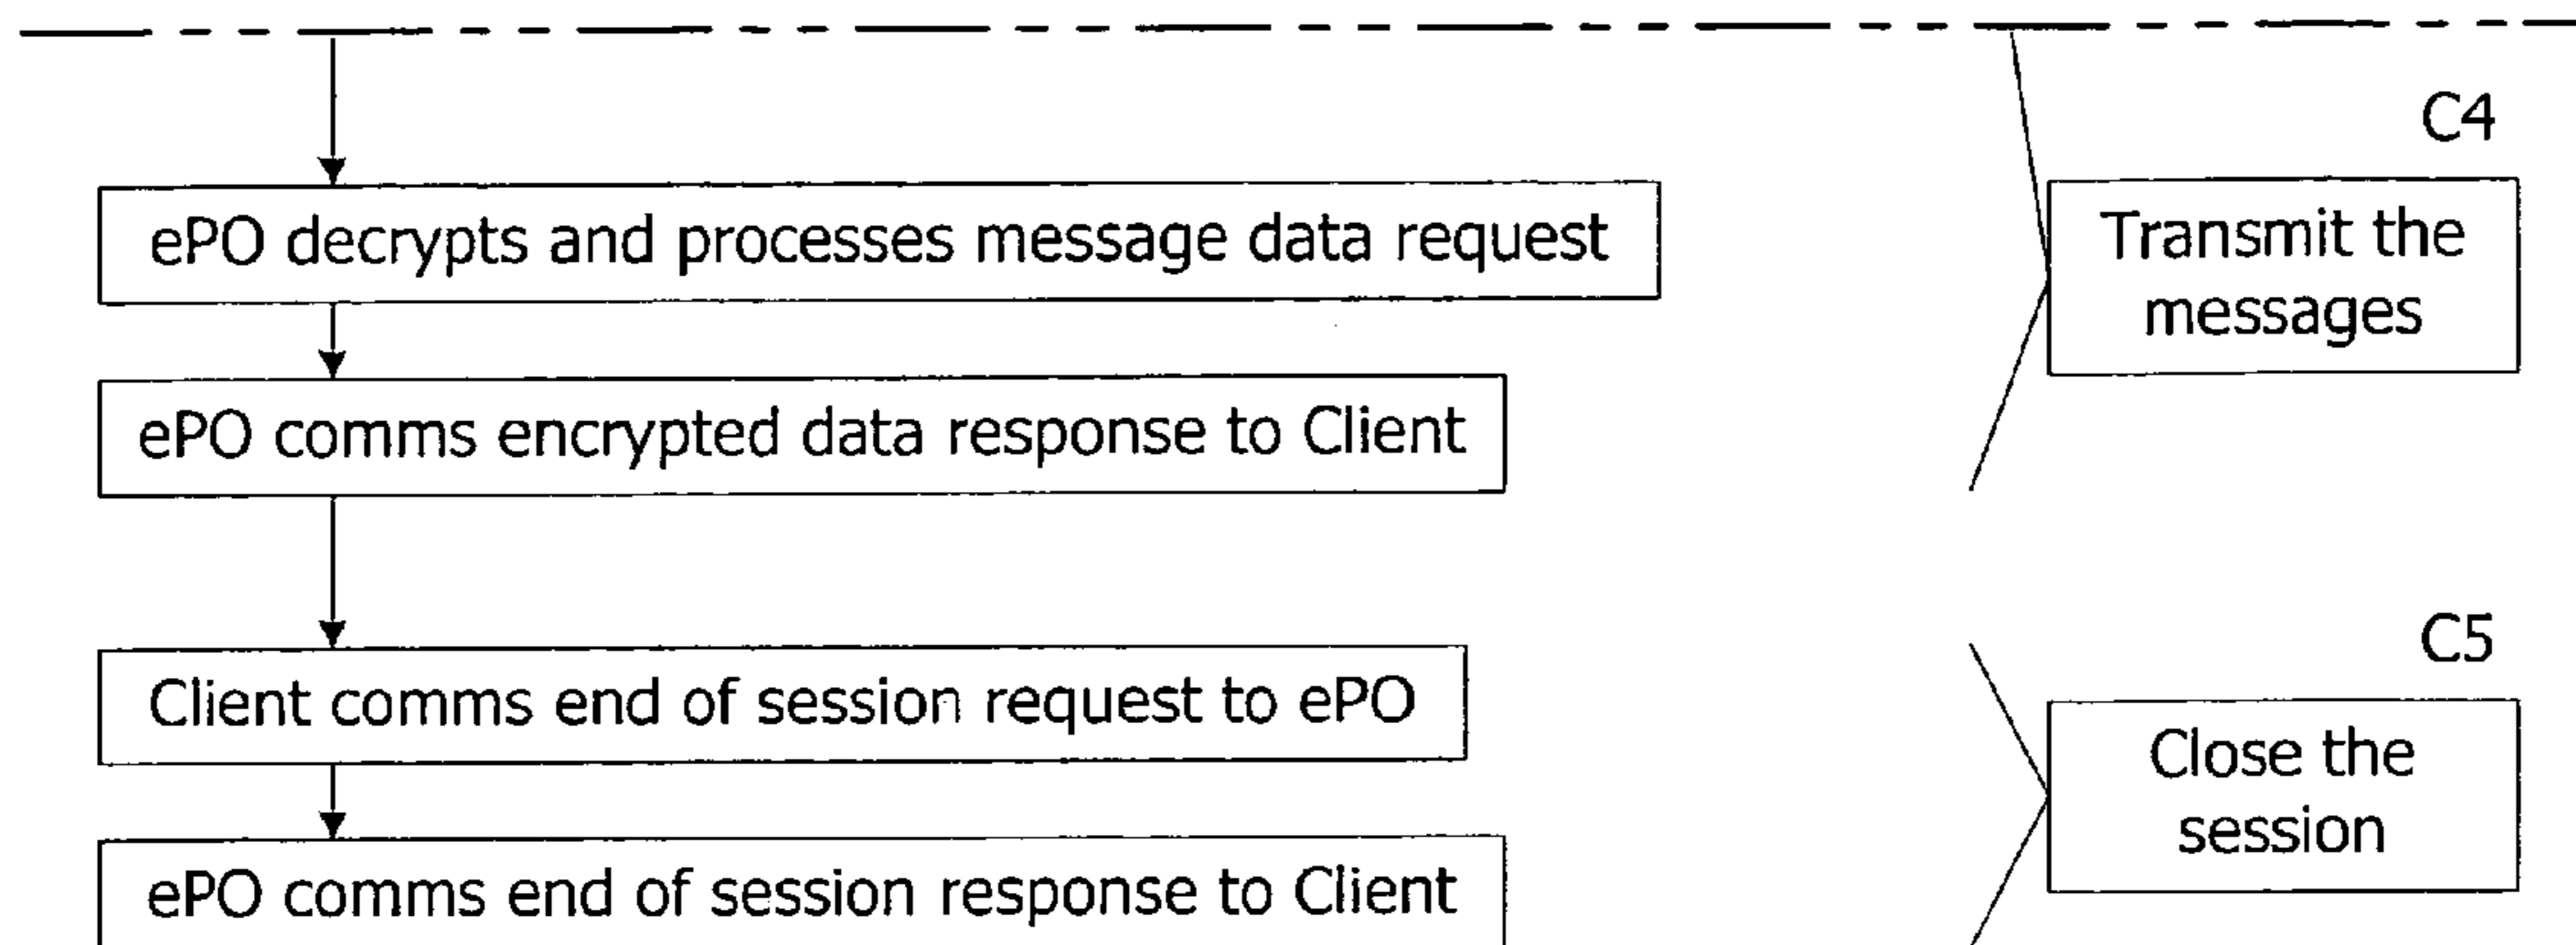 C4
ePO decrypts and processes message data request
Transmit the
messages
ePO comms encrypted data response to Client
C5
Client comms end of session request to ePO
Close the
session
ePO comms end of session response to Client